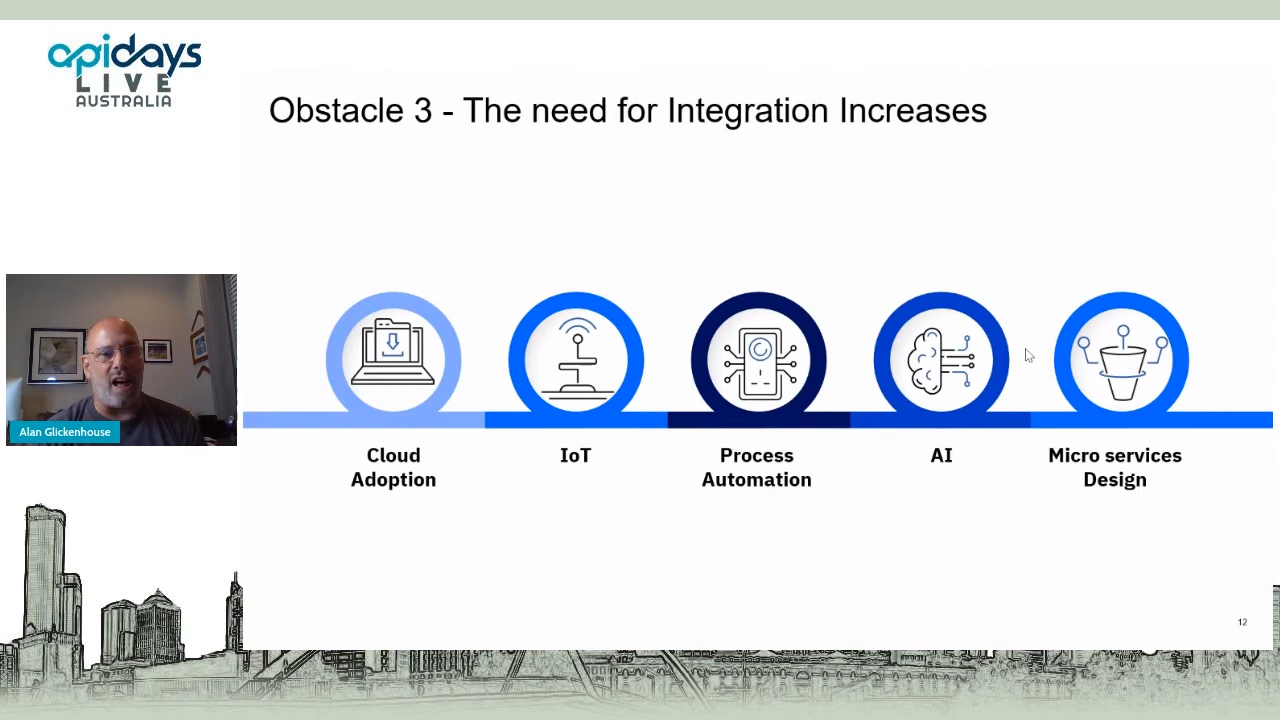 apidays
LIVE
AUSTRALIA
Obstacle 3 - The need for Integration Increases
Alan Glickenhouse
Cloud
Adoption
IoT
Process
Automation
AI
Micro services
Design
12